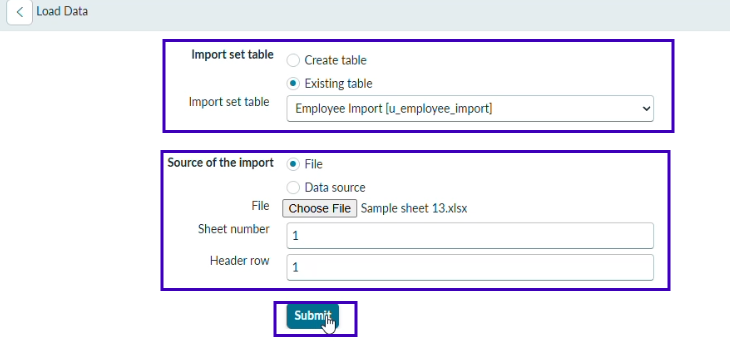 Load Data
Import set table
Create table
Existing table
Import set table Employee Import [u_employee_import]
Source of the import File
Data source
File Choose File Sample sheet 13.xlsx
Sheet number 1
Header row 1
Submit